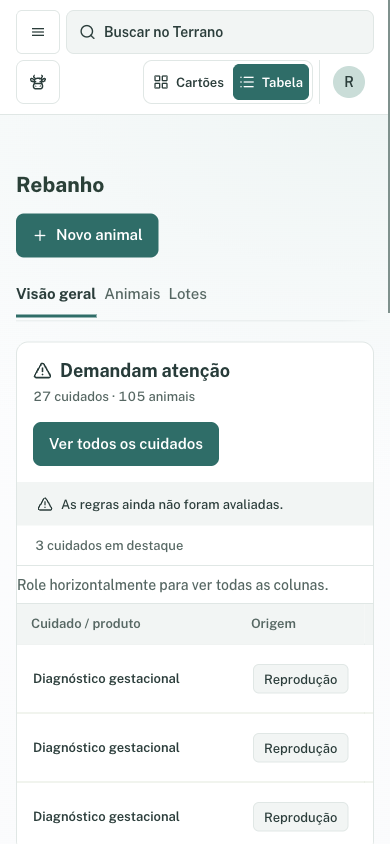 Buscar no Terrano
Cartões
Tabela
R
Rebanho
Novo animal
Visão geral
Animais
Lotes
Demandam atenção
27 cuidados · 105 animais
Ver todos os cuidados
As regras ainda não foram avaliadas.
3 cuidados em destaque
Role horizontalmente para ver todas as colunas.
Cuidado / produto
Origem
Diagnóstico gestacional
Reprodução
Diagnóstico gestacional
Reprodução
Diagnóstico gestacional
Reprodução